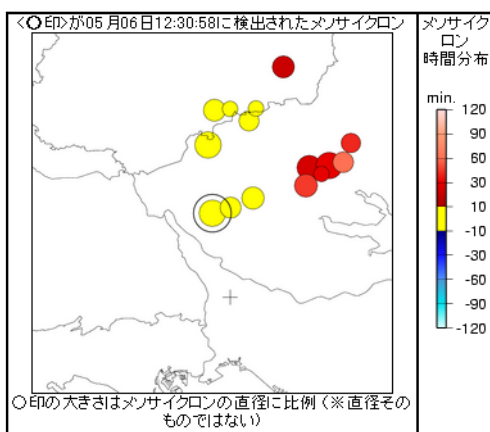 <〇印>が05月06日12:30:58に検出されたメソサイクロン
メソサイク
ロン
時間分布
min.
120
90
60
30
10
-10
-30
-60
-90
-120
〇印の大きさはメソサイクロンの直径に比例(※直径その
ものではない)